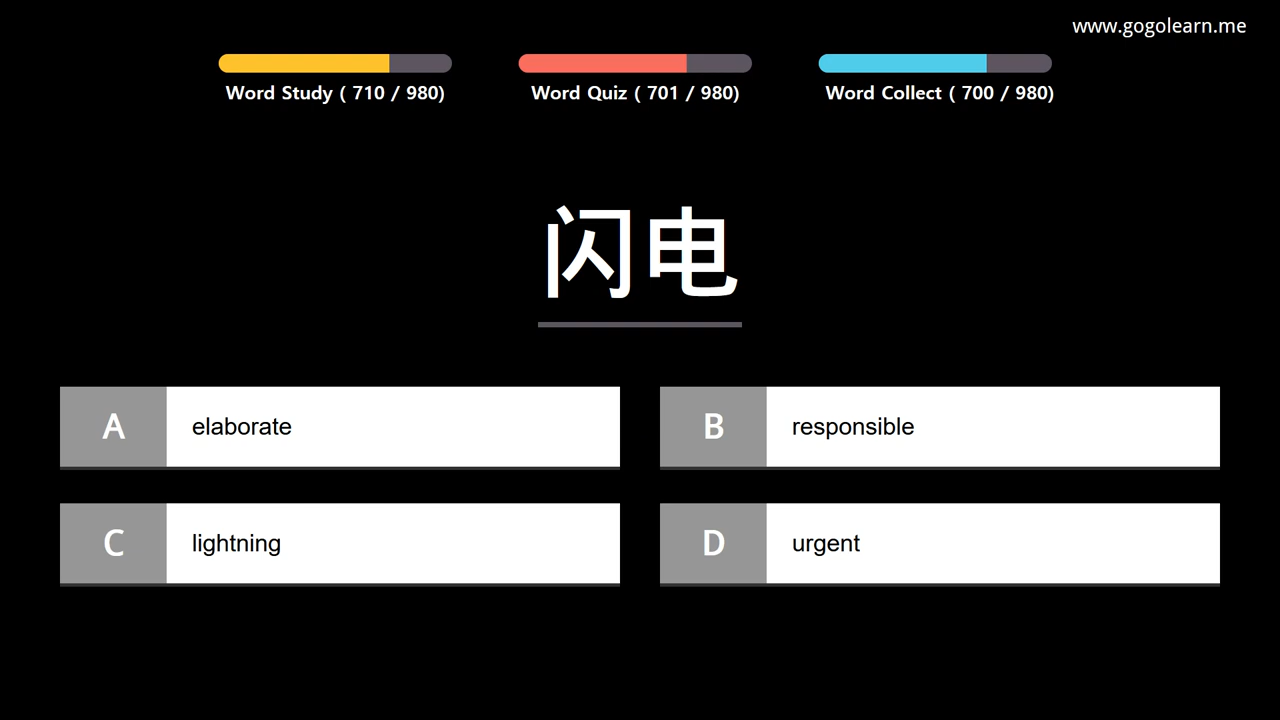 www.gogolearn.me
Word Study ( 710 / 980)
Word Quiz ( 701 / 980)
Word Collect ( 700 / 980)
闪电
A elaborate
B responsible
C lightning
D urgent